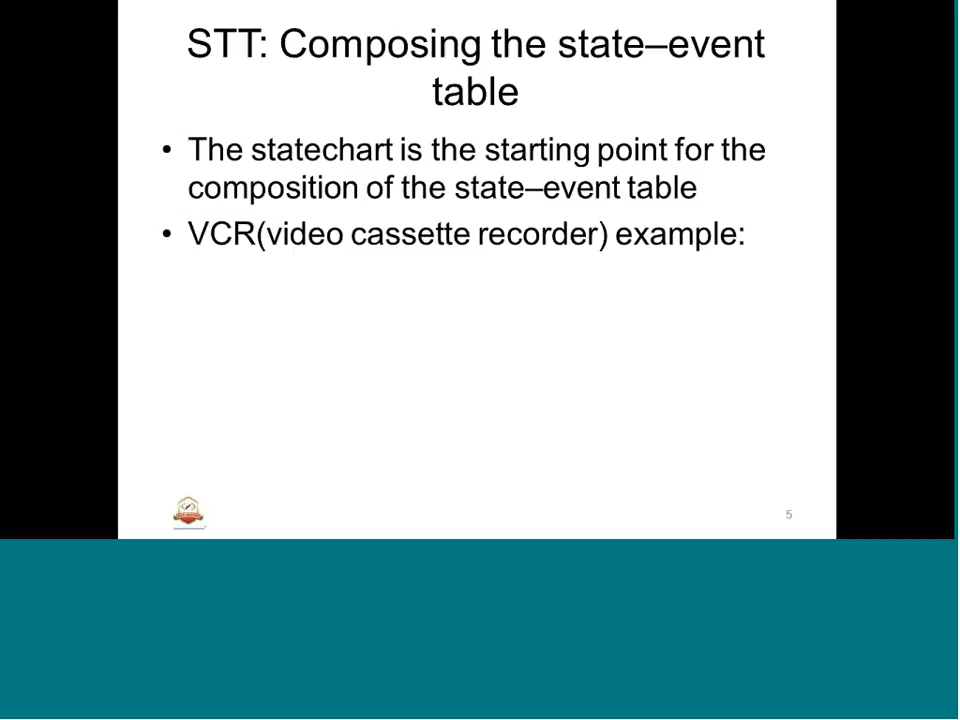 STT: Composing the state–event
table
• The statechart is the starting point for the
composition of the state–event table
• VCR(video cassette recorder) example:
5